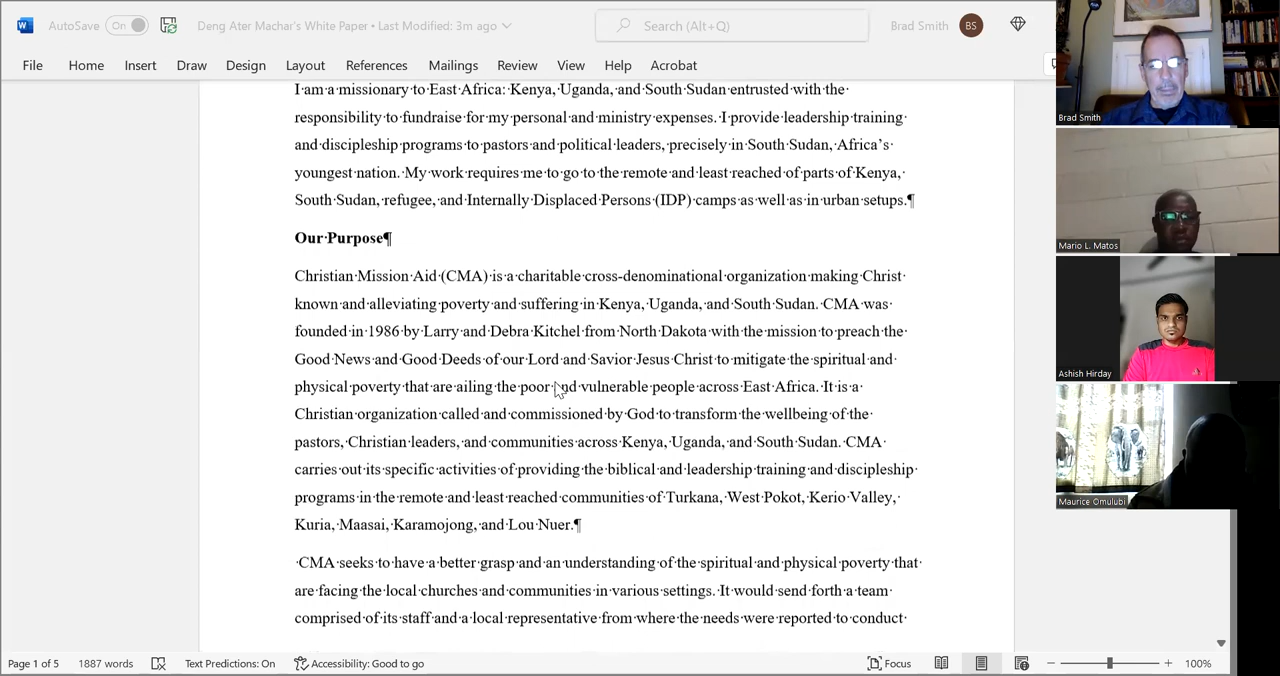 AutoSave On Deng Ater Machar's White Paper • Last Modified: 3m ago Search (Alt+Q) Brad Smith BS
File Home Insert Draw Design Layout References Mailings Review View Help Acrobat
I am a missionary to East Africa: Kenya, Uganda, and South Sudan entrusted with the
responsibility to fundraise for my personal and ministry expenses. I provide leadership training
and discipleship programs to pastors and political leaders, precisely in South Sudan, Africa's
youngest nation. My work requires me to go to the remote and least reached of parts of Kenya,
South Sudan, refugee, and Internally Displaced Persons (IDP) camps as well as in urban setups.¶
Our Purpose¶
Christian Mission Aid (CMA) is a charitable cross-denominational organization making Christ
known and alleviating poverty and suffering in Kenya, Uganda, and South Sudan. CMA was
founded in 1986 by Larry and Debra Kitchel from North Dakota with the mission to preach the
Good News and Good Deeds of our Lord and Savior Jesus Christ to mitigate the spiritual and
physical poverty that are ailing the poor and vulnerable people across East Africa. It is a
Christian organization called and commissioned by God to transform the wellbeing of the
pastors, Christian leaders, and communities across Kenya, Uganda, and South Sudan. CMA
carries out its specific activities of providing the biblical and leadership training and discipleship
programs in the remote and least reached communities of Turkana, West Pokot, Kerio Valley,
Kuria, Maasai, Karamojong, and Lou Nuer.¶
CMA seeks to have a better grasp and an understanding of the spiritual and physical poverty that
are facing the local churches and communities in various settings. It would send forth a team
comprised of its staff and a local representative from where the needs were reported to conduct
Page 1 of 5 1887 words Text Predictions: On Accessibility: Good to go Focus 100%
Brad Smith
Mario L. Matos
Ashish Hirday
Maurice Omulubi